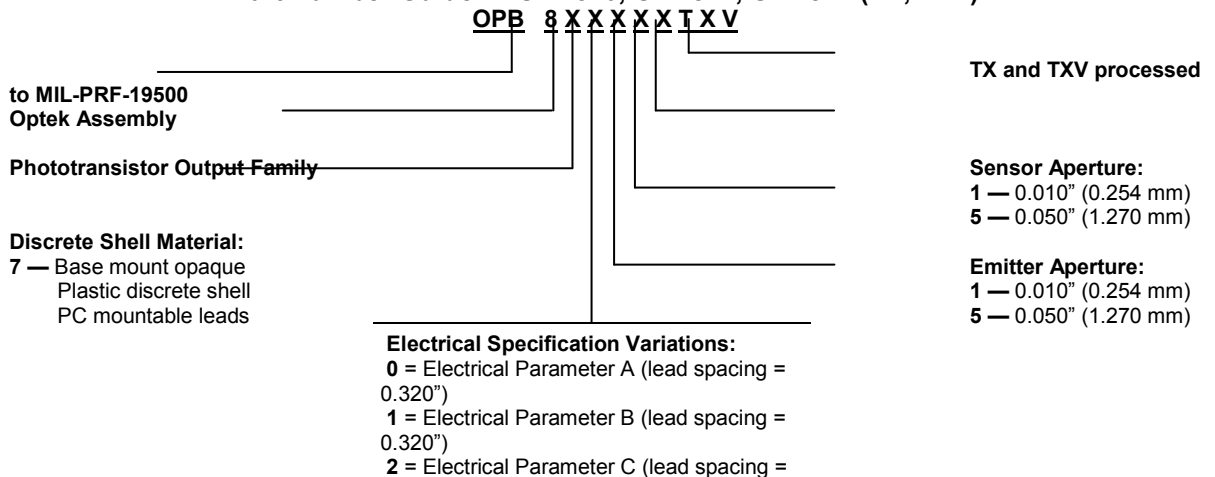 OPB 8 X X X X X T X V
TX and TXV processed
to MIL-PRF-19500
Optek Assembly
Phototransistor Output Family
Sensor Aperture:
1 — 0.010” (0.254 mm)
5 — 0.050” (1.270 mm)
Discrete Shell Material:
7 — Base mount opaque
Plastic discrete shell
PC mountable leads
Emitter Aperture:
1 — 0.010” (0.254 mm)
5 — 0.050” (1.270 mm)
Electrical Specification Variations:
0 = Electrical Parameter A (lead spacing =
0.320”)
1 = Electrical Parameter B (lead spacing =
0.320”)
2 = Electrical Parameter C (lead spacing =